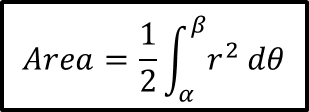 Area = 1/2 ∫_α^β r² dθ